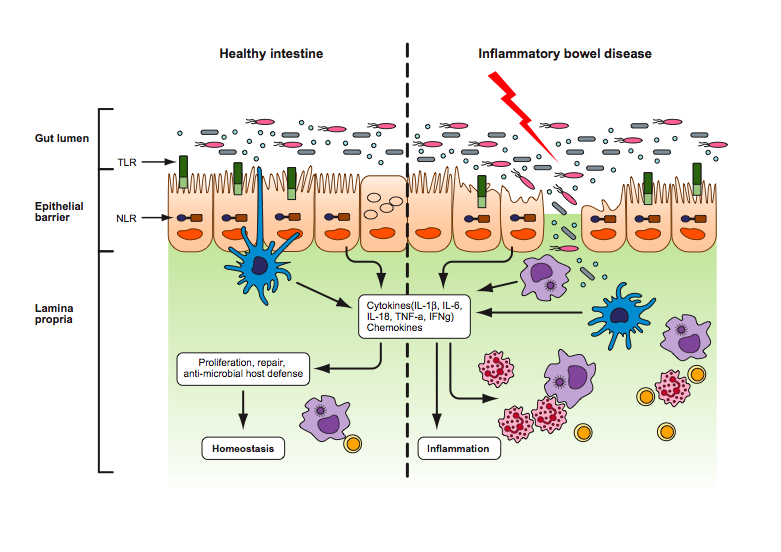 Healthy intestine
Inflammatory bowel disease
Gut lumen
TLR
Epithelial
barrier
NLR
Lamina
propria
Cytokines(IL-1β, IL-6,
IL-18, TNF-a, IFNg)
Chemokines
Proliferation, repair,
anti-microbial host defense
Homeostasis
Inflammation